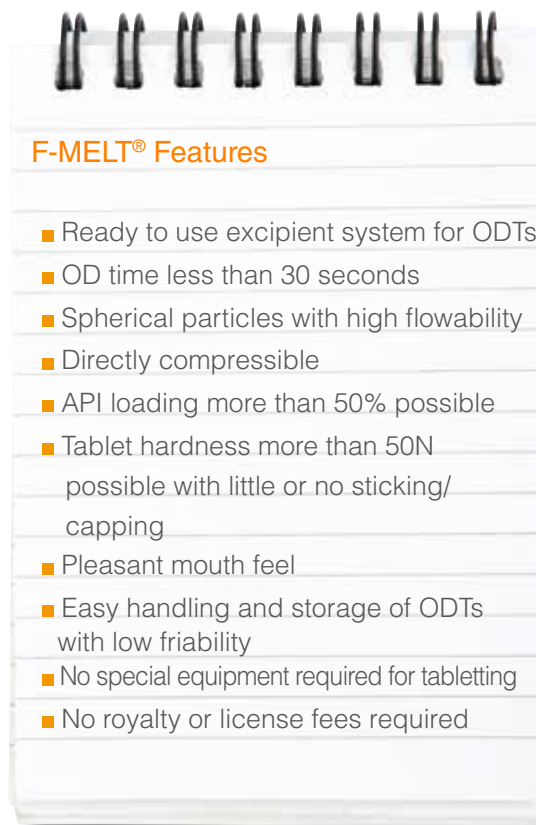 F-MELT® Features
■ Ready to use excipient system for ODTs
■ OD time less than 30 seconds
■ Spherical particles with high flowability
■ Directly compressible
■ API loading more than 50% possible
■ Tablet hardness more than 50N
possible with little or no sticking/
capping
■ Pleasant mouth feel
■ Easy handling and storage of ODTs
with low friability
■ No special equipment required for tabletting
■ No royalty or license fees required